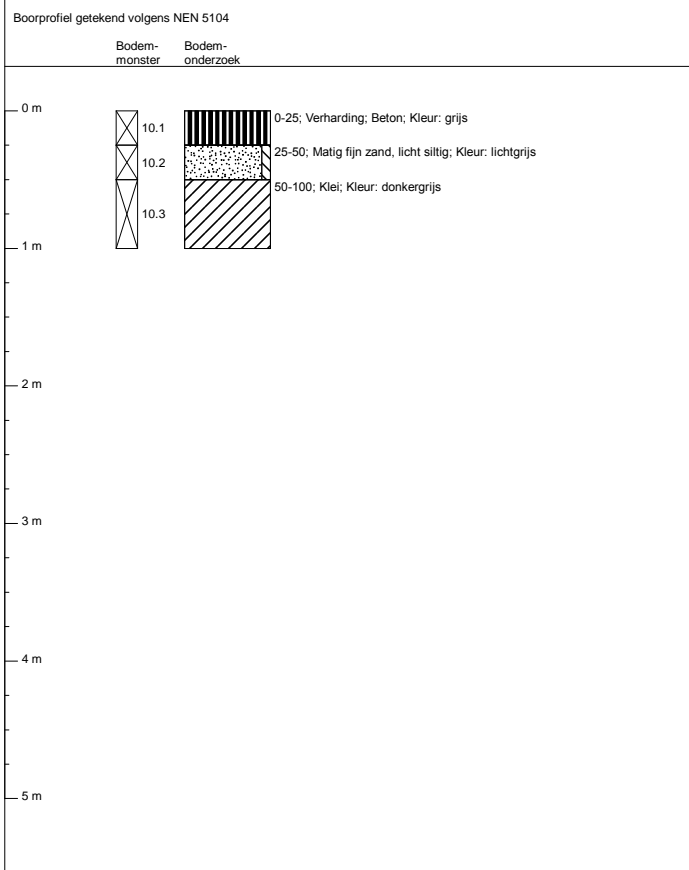 Boorprofiel getekend volgens NEN 5104
Bodem-
monster
Bodem-
onderzoek
0 m
10.1
0-25; Verharding; Beton; Kleur: grijs
10.2
25-50; Matig fijn zand, licht siltig; Kleur: lichtgrijs
50-100; Klei; Kleur: donkergrijs
10.3
1 m
2 m
3 m
4 m
5 m